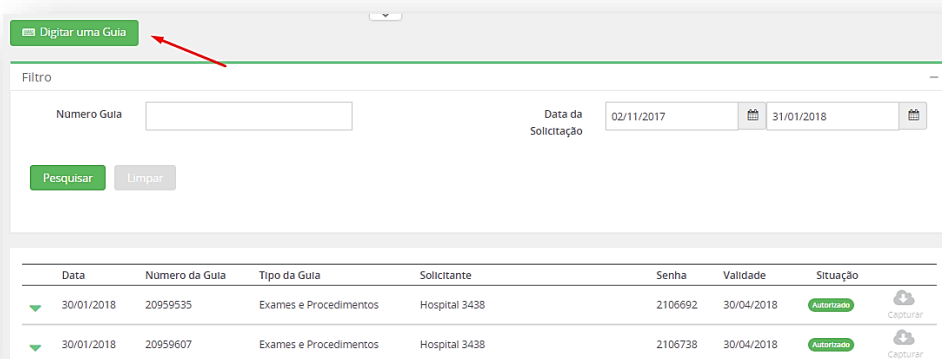 Digitar uma Guia
Filtro
Número Guia
Data da
Solicitação
02/11/2017
31/01/2018
Pesquisar
Limpar
Data Número da Guia Tipo da Guia Solicitante Senha Validade Situação
30/01/2018 20959535 Exames e Procedimentos Hospital 3438 2106692 30/04/2018 Autorizado
Capturar
30/01/2018 20959607 Exames e Procedimentos Hospital 3438 2106738 30/04/2018 Autorizado
Capturar